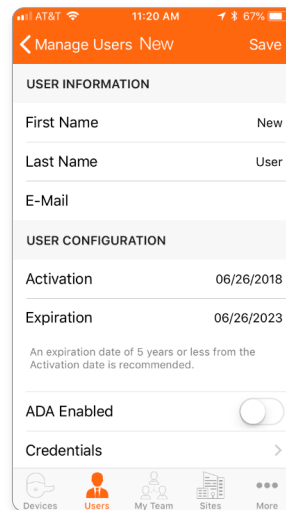 AT&T 11:20 AM 67%
Manage Users New Save
USER INFORMATION
First Name New
Last Name User
E-Mail
USER CONFIGURATION
Activation 06/26/2018
Expiration 06/26/2023
An expiration date of 5 years or less from the
Activation date is recommended.
ADA Enabled
Credentials
Devices Users My Team Sites More